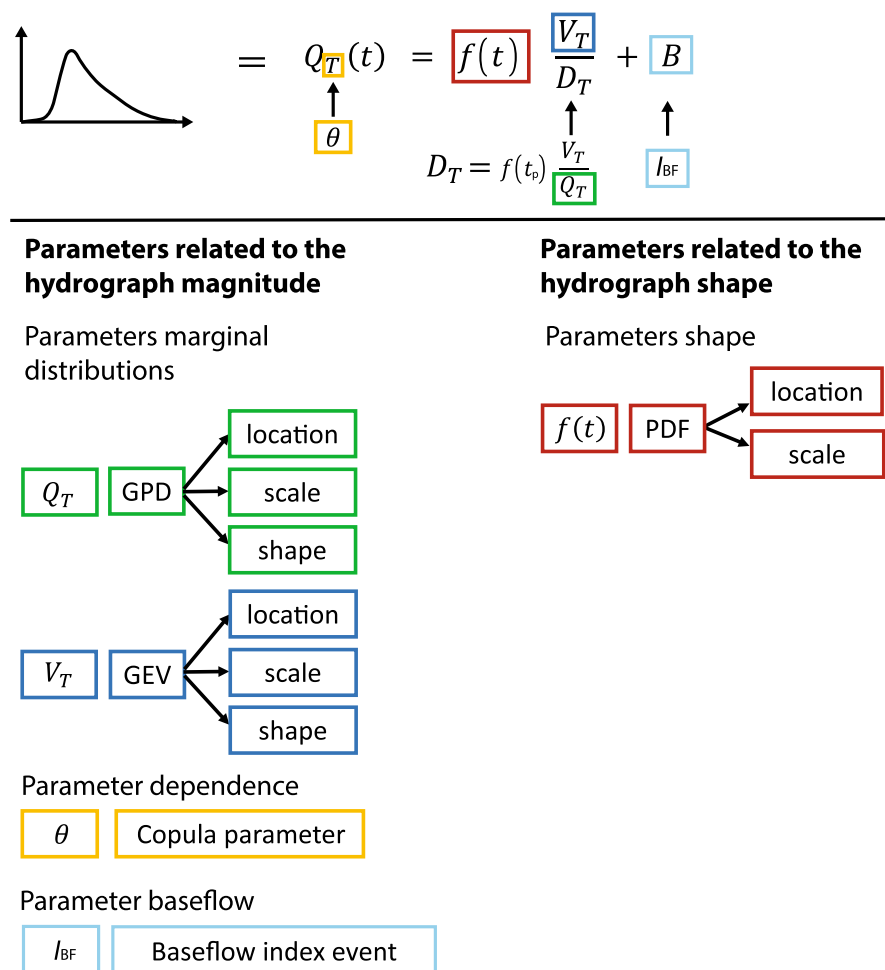 = Q_T(t) = f(t) V_T/D_T + B
θ
D_T = f(t_p) V_T/Q_T
I_BF
Parameters related to the
hydrograph magnitude
Parameters marginal
distributions
Q_T GPD
location
scale
shape
V_T GEV
location
scale
shape
Parameter dependence
θ Copula parameter
Parameter baseflow
I_BF Baseflow index event
Parameters related to the
hydrograph shape
Parameters shape
f(t) PDF
location
scale